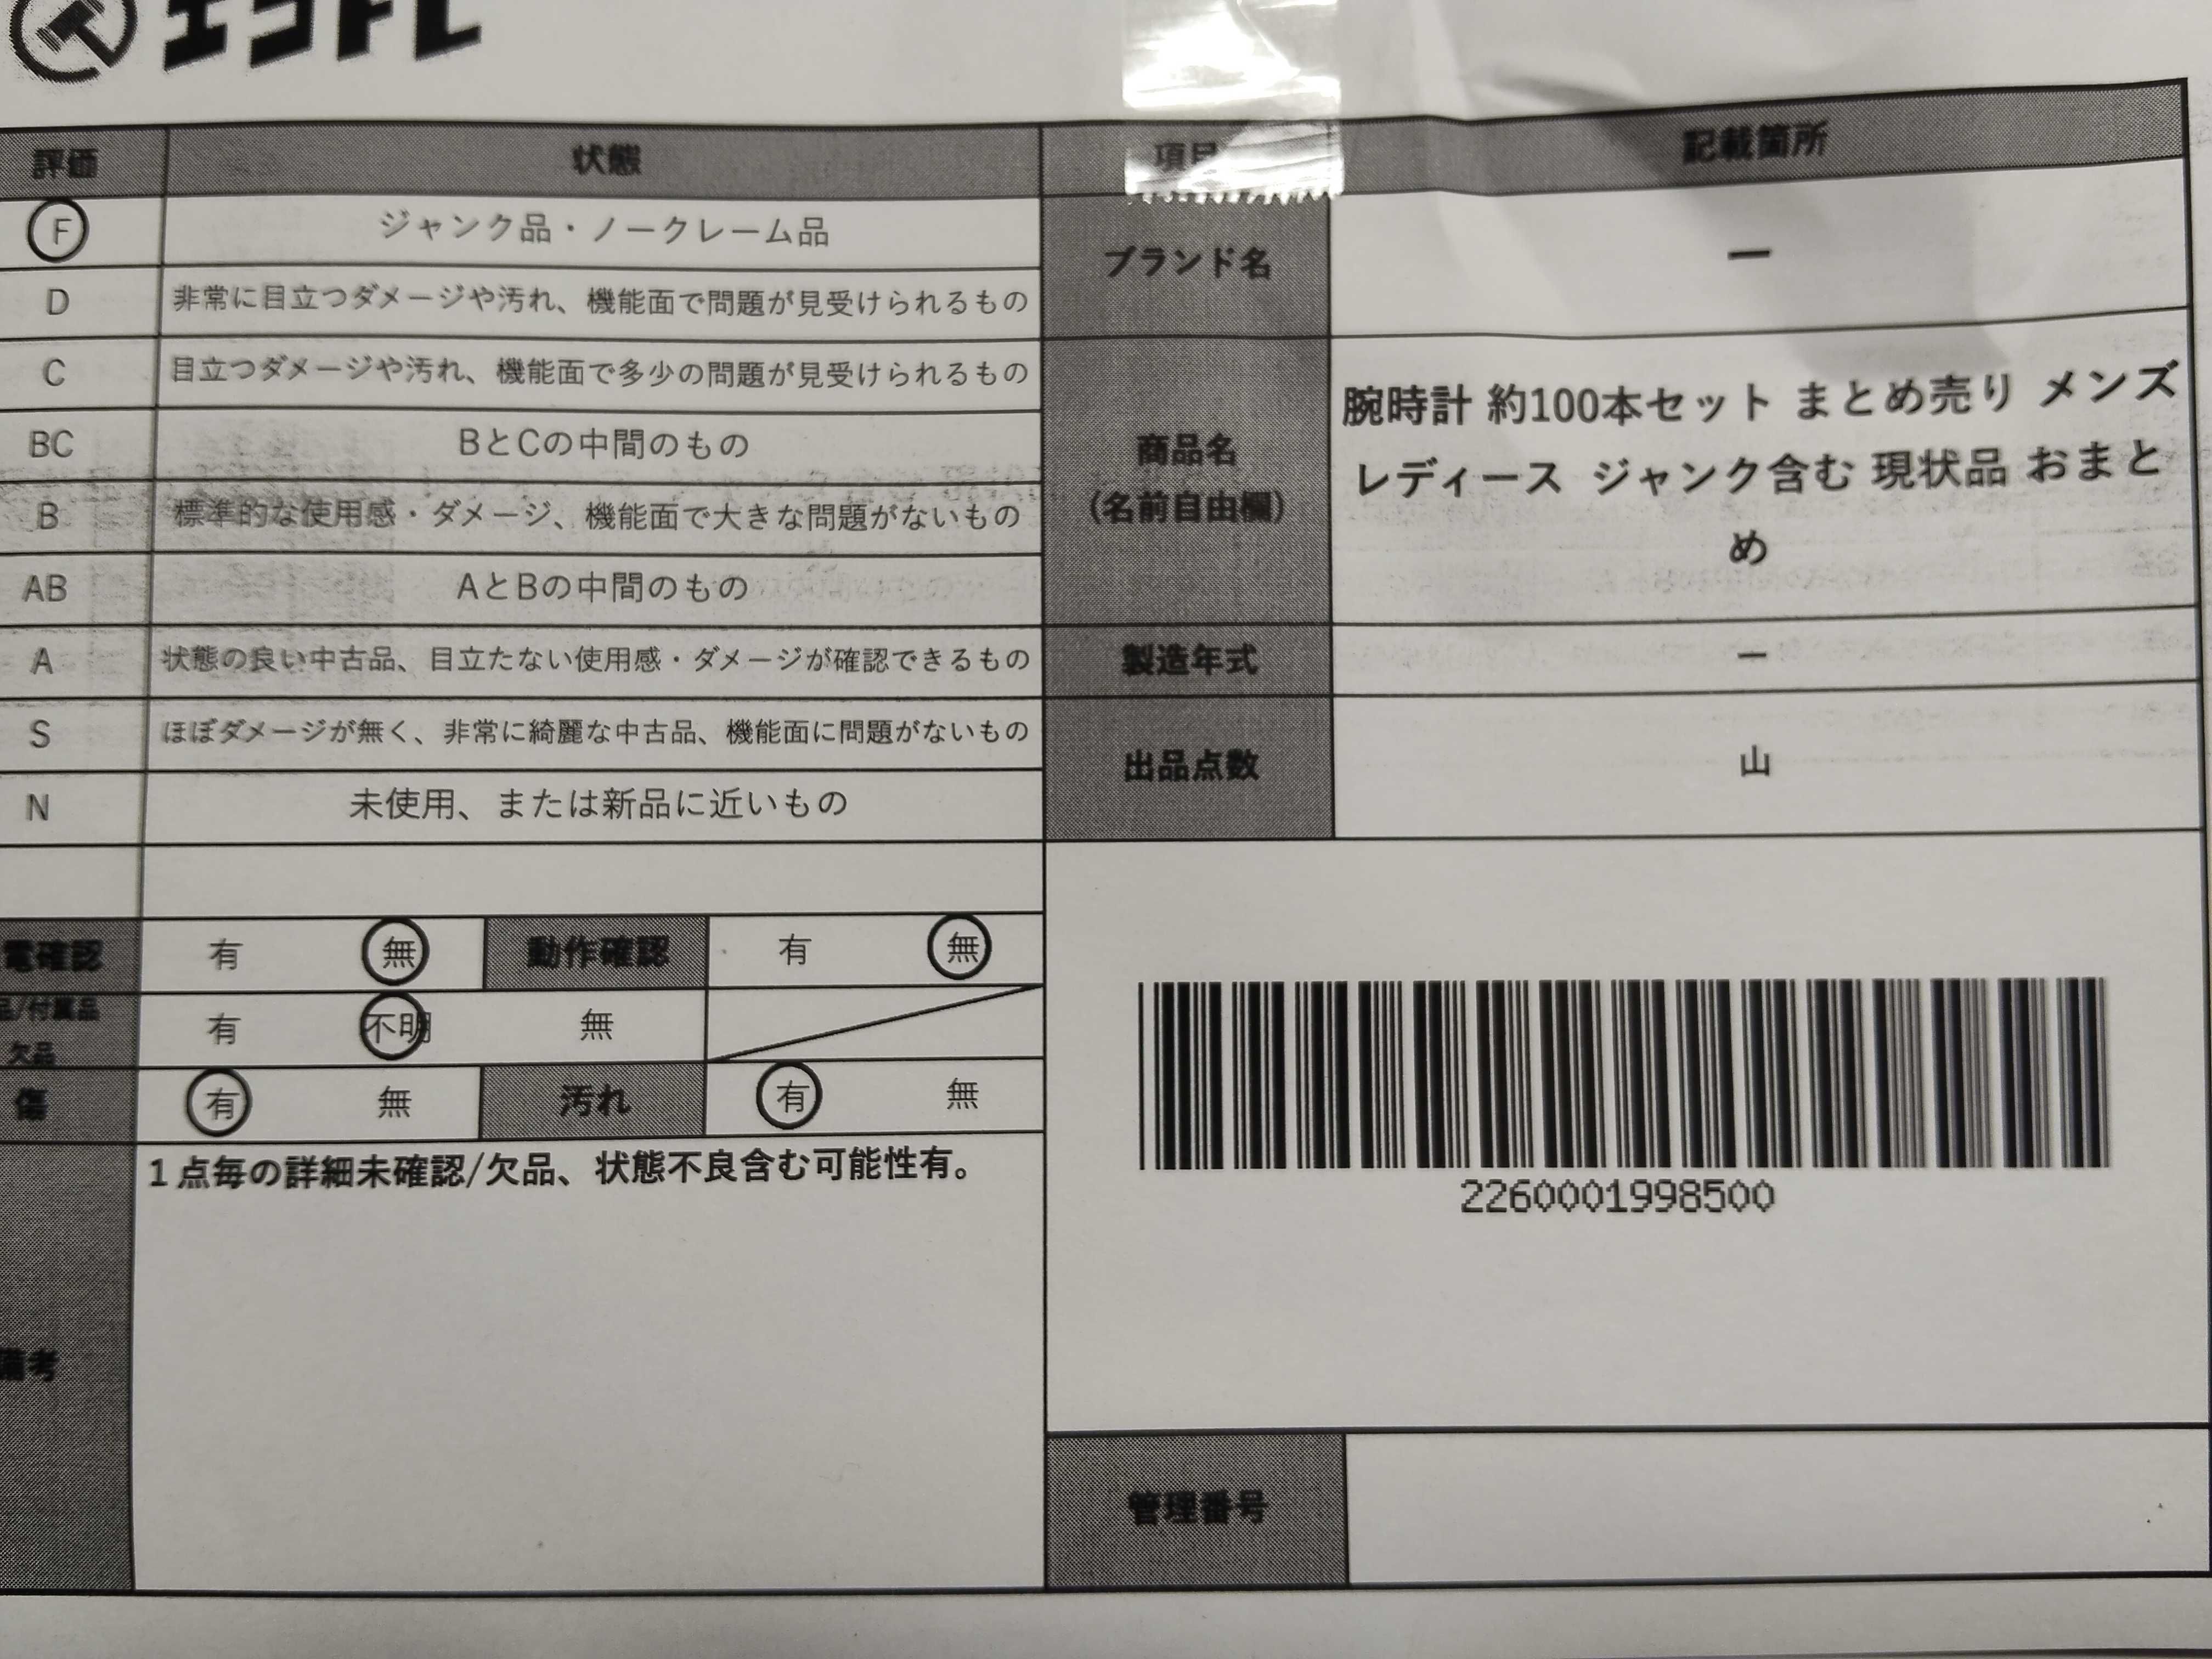 エコトレ
評価 状態
F ジャンク品・ノークレーム品
D 非常に目立つダメージや汚れ、機能面で問題が見受けられるもの
C 目立つダメージや汚れ、機能面で多少の問題が見受けられるもの
BC BとCの中間のもの
B 標準的な使用感・ダメージ、機能面で大きな問題がないもの
AB AとBの中間のもの
A 状態の良い中古品、目立たない使用感・ダメージが確認できるもの
S ほぼダメージが無く、非常に綺麗な中古品、機能面に問題がないもの
N 未使用、または新品に近いもの
電確認 有 無 動作確認 有 無
品/付属品
欠品 有 不明 無
傷 有 無 汚れ 有 無
備考 1点毎の詳細未確認/欠品、状態不良含む可能性有。
項目 記載箇所
ブランド名 ー
商品名
(名前自由欄)
腕時計 約100本セット まとめ売り メンズ
レディース ジャンク含む 現状品 おまと
め
製造年式 ー
出品点数 山
2260001998500
管理番号